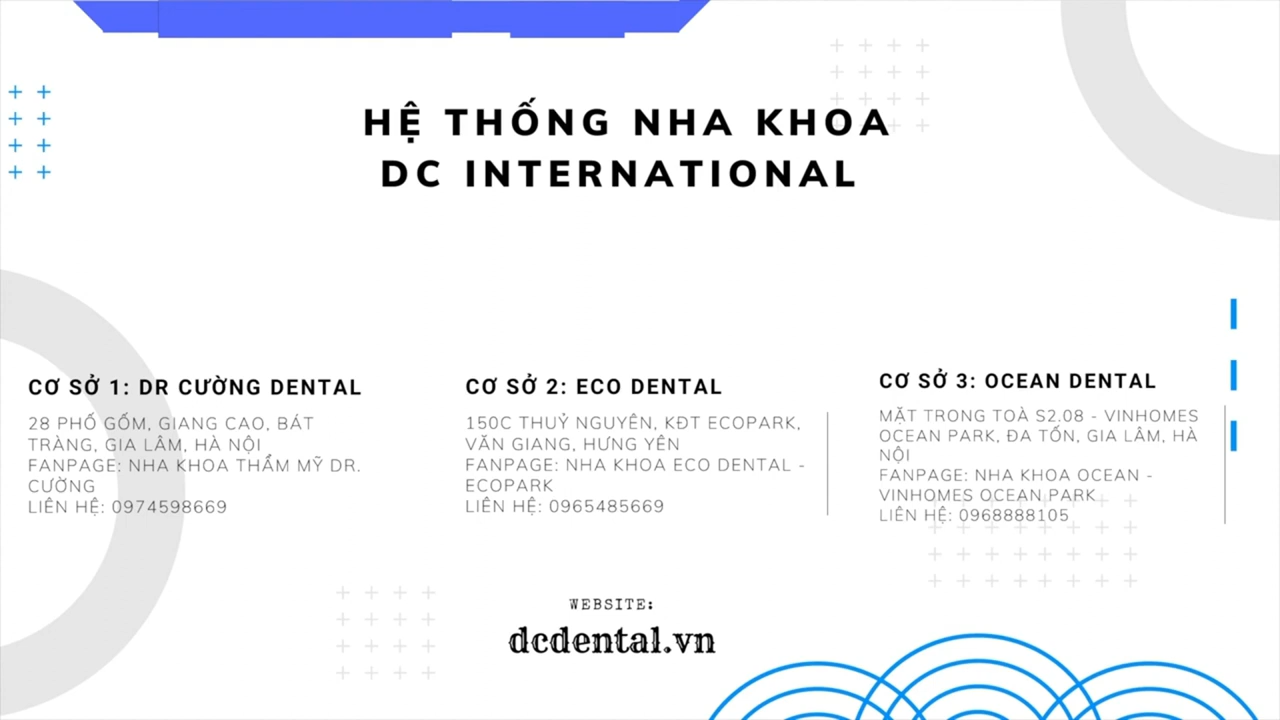 HỆ THỐNG NHA KHOA
DC INTERNATIONAL
CƠ SỞ 1: DR CƯỜNG DENTAL
28 PHỐ GỐM, GIANG CAO, BÁT
TRÀNG, GIA LÂM, HÀ NỘI
FANPAGE: NHA KHOA THẨM MỸ DR.
CƯỜNG
LIÊN HỆ: 0974598669
CƠ SỞ 2: ECO DENTAL
150C THUỶ NGUYÊN, KĐT ECOPARK,
VĂN GIANG, HƯNG YÊN
FANPAGE: NHA KHOA ECO DENTAL -
ECOPARK
LIÊN HỆ: 0965485669
CƠ SỞ 3: OCEAN DENTAL
MẶT TRONG TOÀ S2.08 - VINHOMES
OCEAN PARK, ĐA TỐN, GIA LÂM, HÀ
NỘI
FANPAGE: NHA KHOA OCEAN -
VINHOMES OCEAN PARK
LIÊN HỆ: 0968888105
WEBSITE:
dcdental.vn